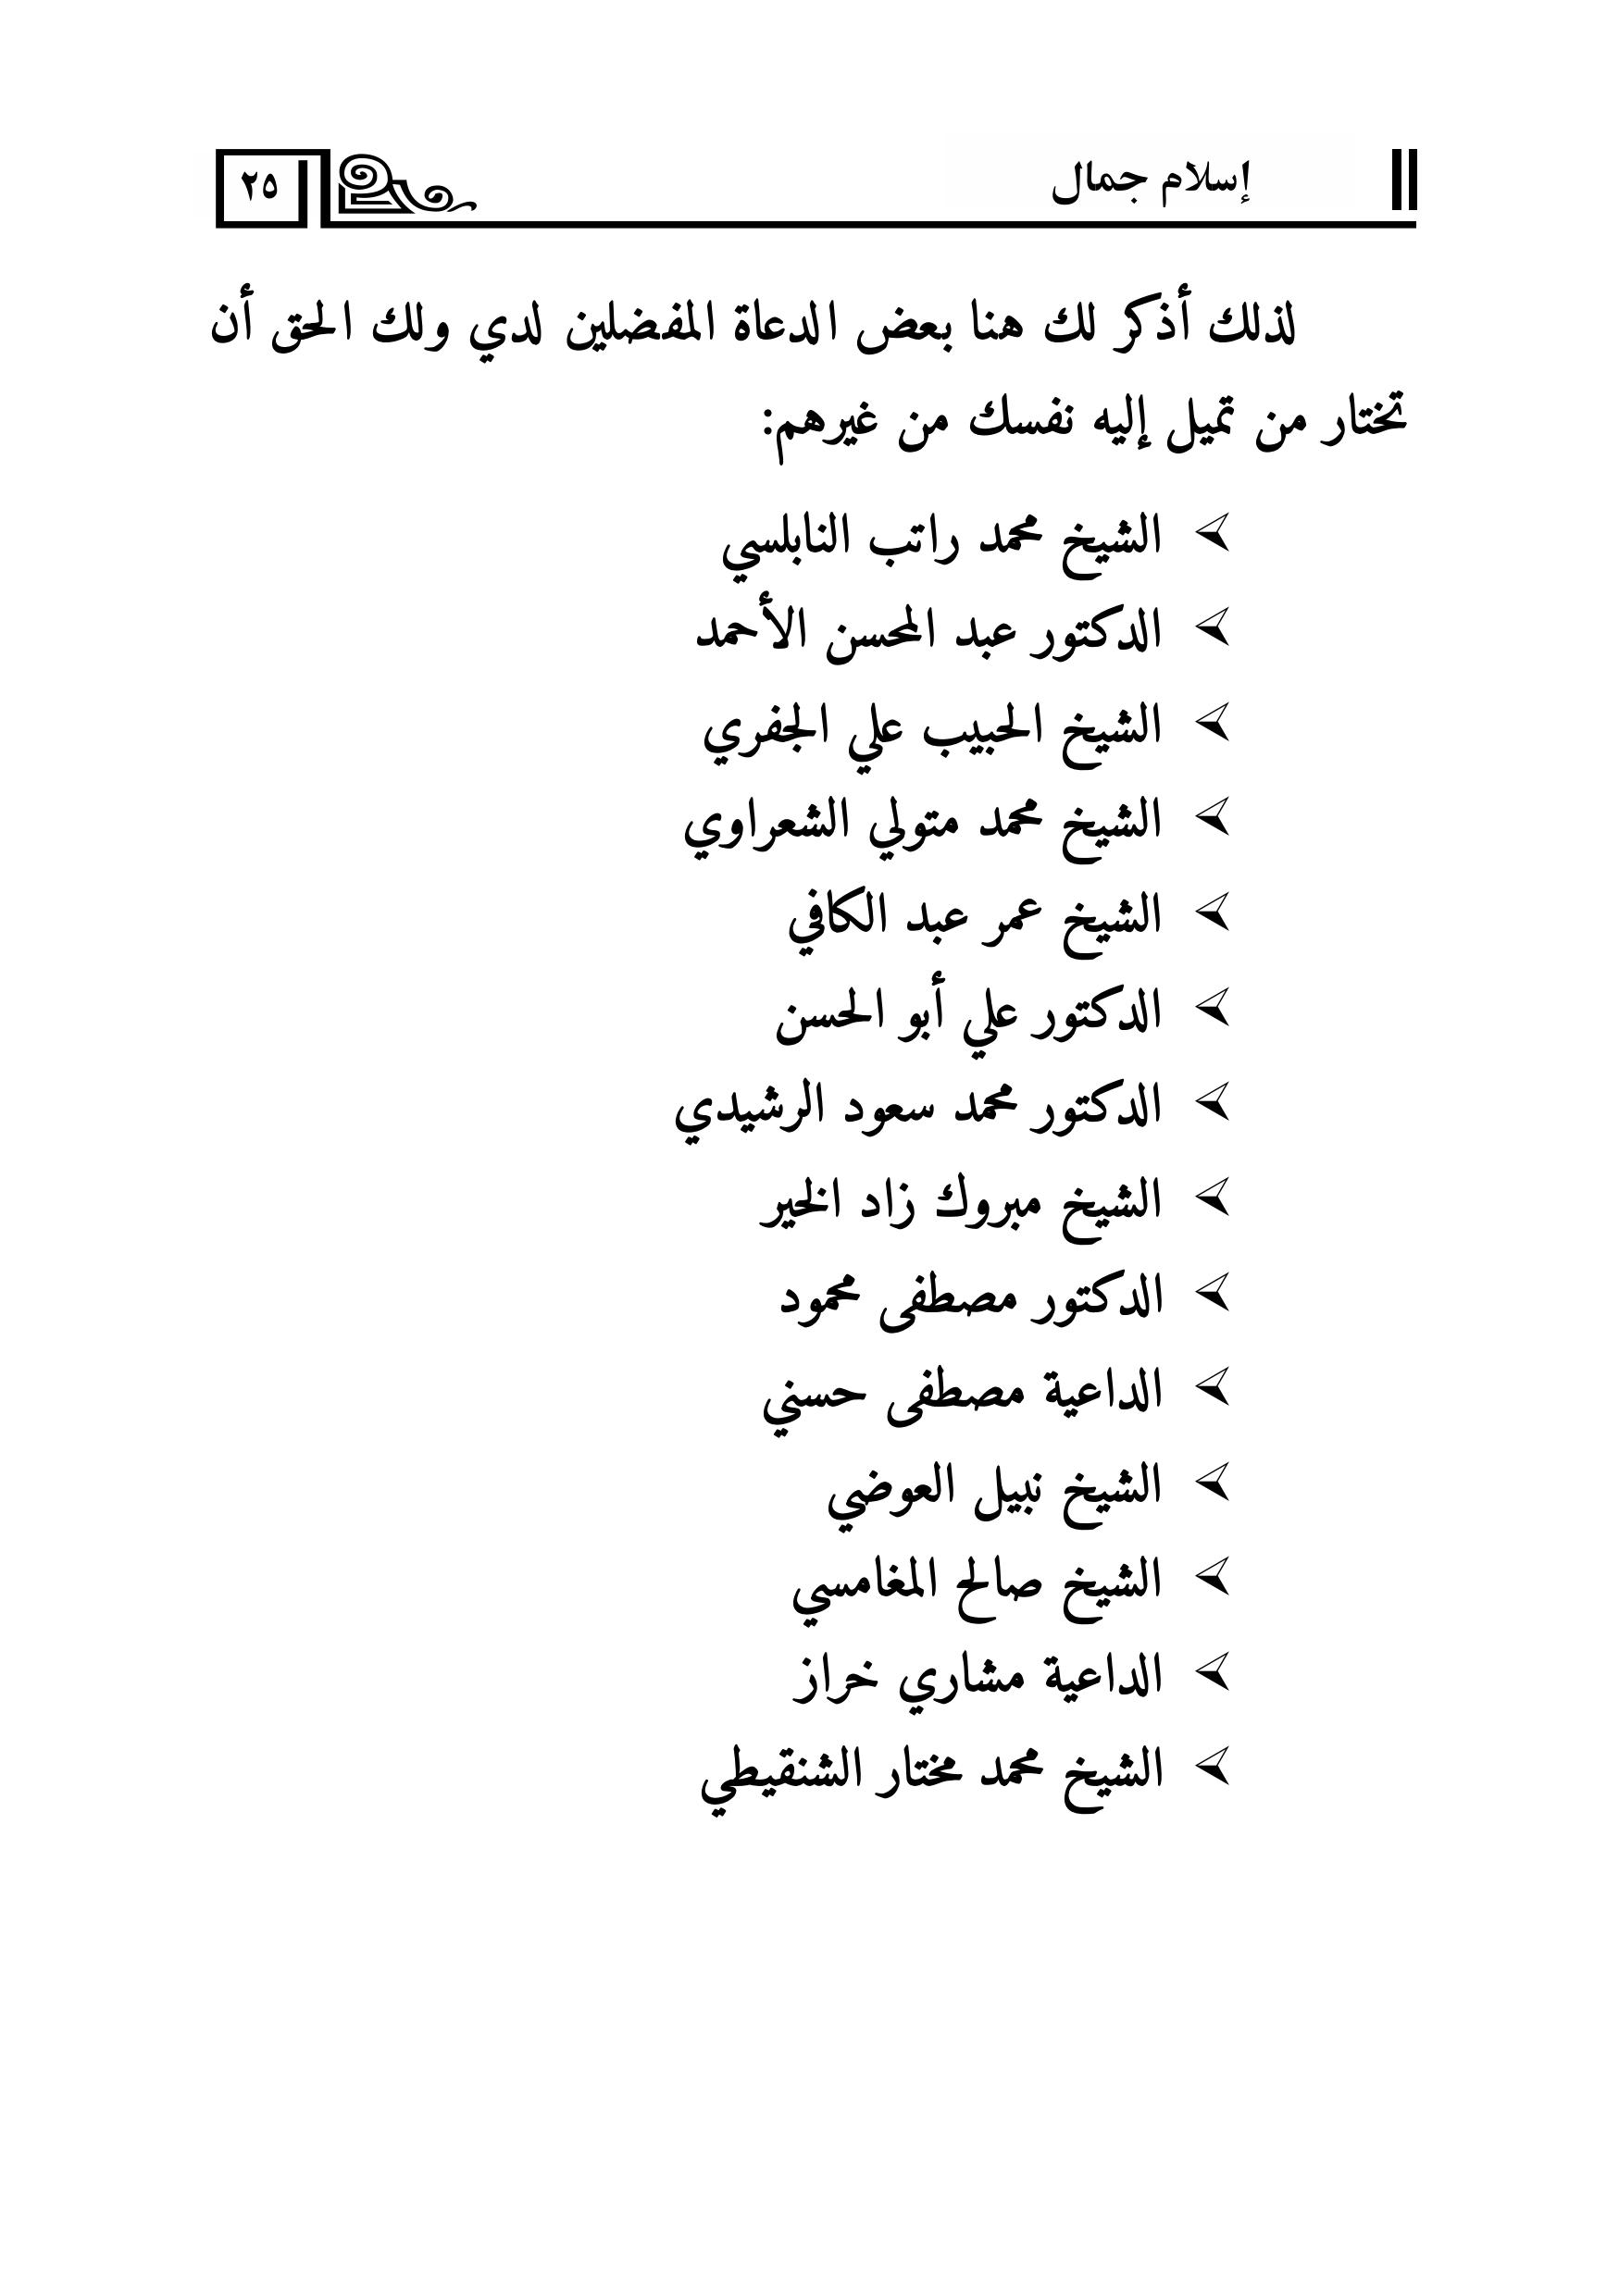 إسلام جمال
٢٥
لذلك أذكر لك هنا بعض الدعاة المفضلين لدي ولك الحق أن
تختار من تميل إليه نفسك من غيرهم:
الشيخ محمد راتب النابلسي
الدكتور عبد المحسن الأحمد
الشيخ الحبيب علي الجفري
الشيخ محمد متولي الشعراوي
الشيخ عمر عبد الكافي
الدكتور علي أبو الحسن
الدكتور محمد سعود الرشيدي
الشيخ مبروك زاد الخير
الدكتور مصطفى محمود
الداعية مصطفى حسني
الشيخ نبيل العوضي
الشيخ صالح المغامسي
الداعية مشاري خراز
الشيخ محمد مختار الشنقيطي